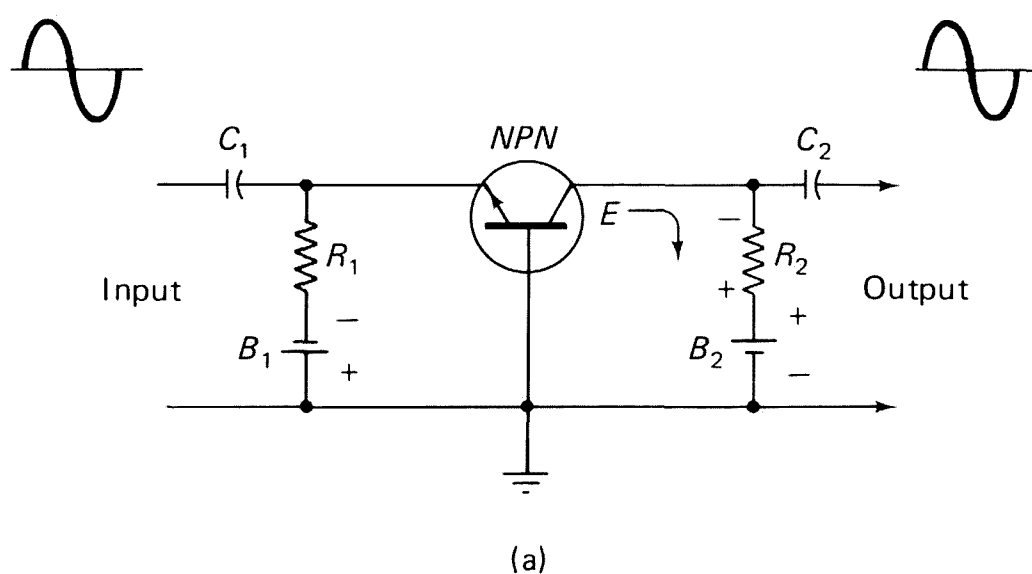 C₁
NPN
C₂
E
−
R₁
R₂
Input
+
Output
−
+
B₁
B₂
+
−
(a)